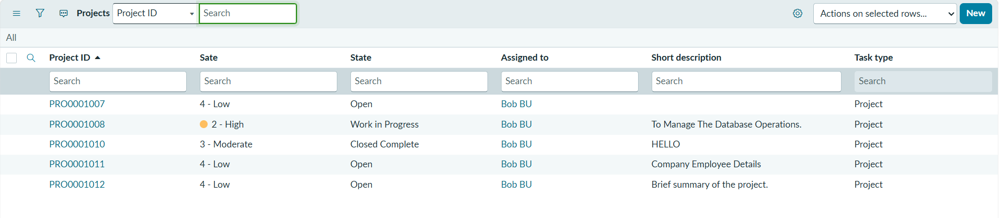 Projects Project ID Search Actions on selected rows... New
All
Project ID Sate State Assigned to Short description Task type
Search Search Search Search Search Search
PRO0001007 4 - Low Open Bob BU Project
PRO0001008 2 - High Work in Progress Bob BU To Manage The Database Operations. Project
PRO0001010 3 - Moderate Closed Complete Bob BU HELLO Project
PRO0001011 4 - Low Open Bob BU Company Employee Details Project
PRO0001012 4 - Low Open Bob BU Brief summary of the project. Project